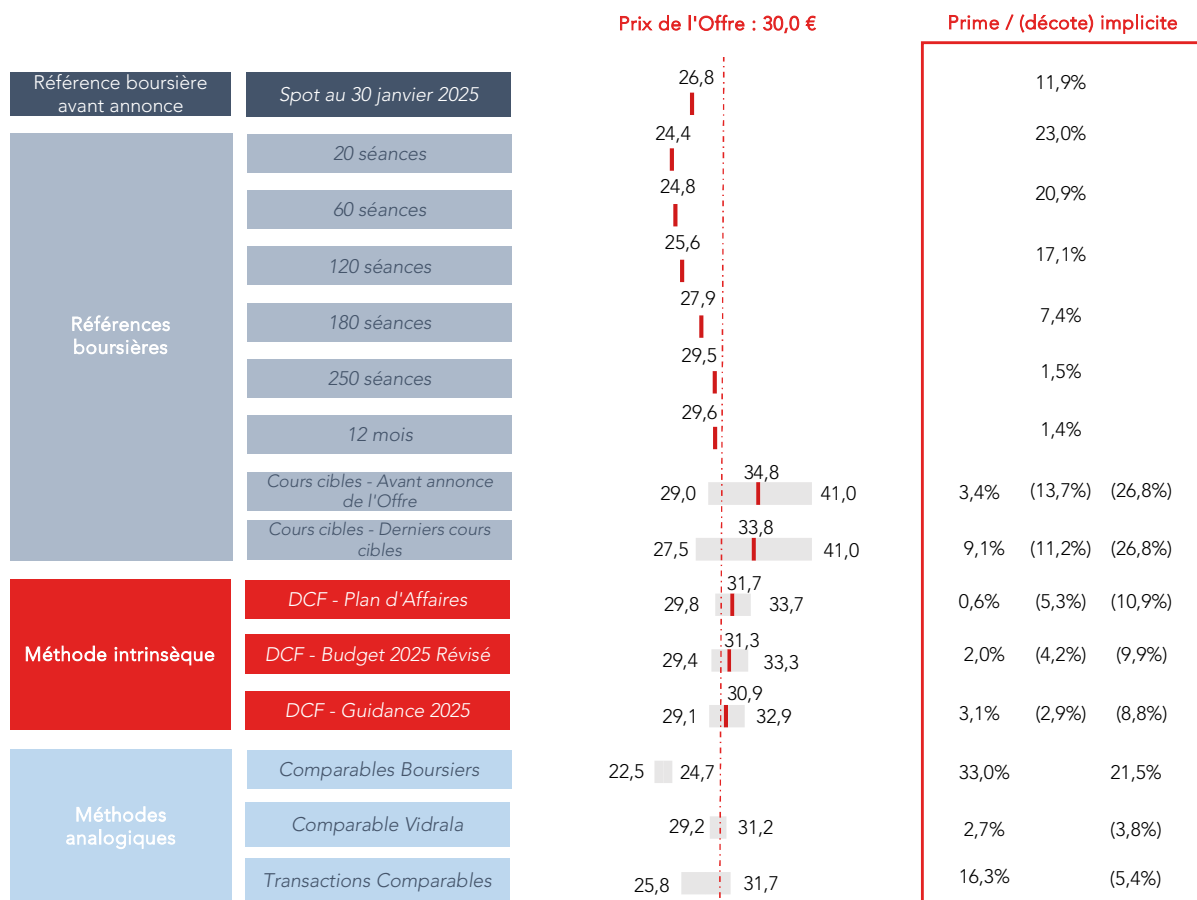 Prix de l'Offre : 30,0 €
Prime / (décote) implicite
Référence boursière
avant annonce
Spot au 30 janvier 2025
26,8
11,9%
Références
boursières
20 séances
24,4
23,0%
60 séances
24,8
20,9%
120 séances
25,6
17,1%
180 séances
27,9
7,4%
250 séances
29,5
1,5%
12 mois
29,6
1,4%
Cours cibles - Avant annonce
de l'Offre
29,0
34,8
41,0
3,4% (13,7%) (26,8%)
Cours cibles - Derniers cours
cibles
27,5
33,8
41,0
9,1% (11,2%) (26,8%)
Méthode intrinsèque
DCF - Plan d'Affaires
29,8
31,7
33,7
0,6% (5,3%) (10,9%)
DCF - Budget 2025 Révisé
29,4
31,3
33,3
2,0% (4,2%) (9,9%)
DCF - Guidance 2025
29,1
30,9
32,9
3,1% (2,9%) (8,8%)
Méthodes
analogiques
Comparables Boursiers
22,5
24,7
33,0% 21,5%
Comparable Vidrala
29,2
31,2
2,7% (3,8%)
Transactions Comparables
25,8
31,7
16,3% (5,4%)